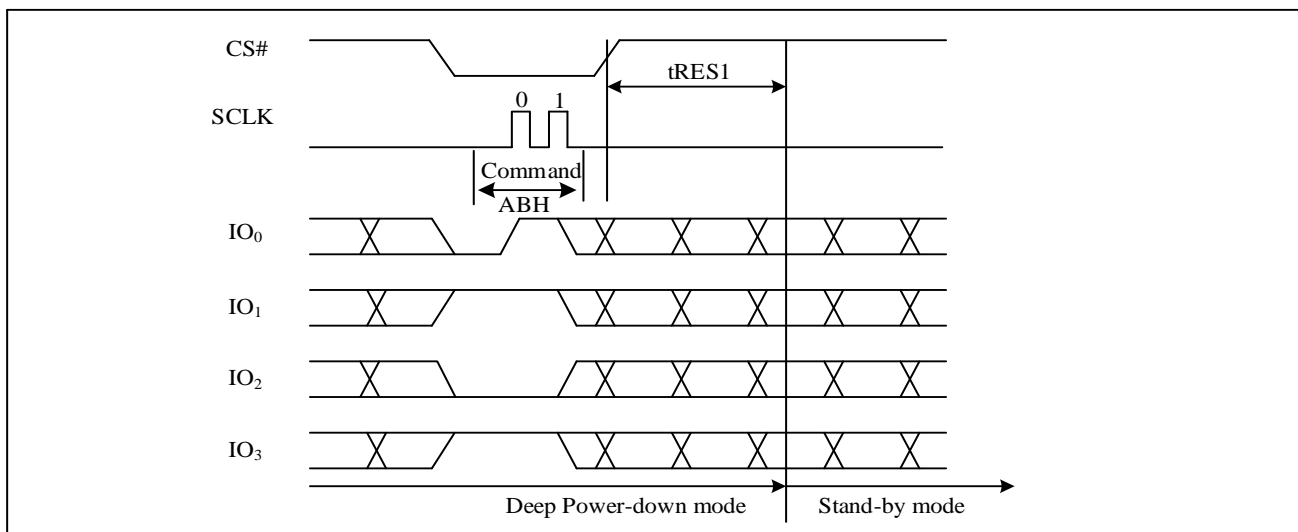 CS#
tRES1
0 1
SCLK
Command
ABH
IO₀
IO₁
IO₂
IO₃
Deep Power-down mode Stand-by mode